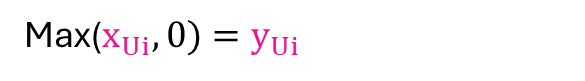 Max(x_Ui, 0) = y_Ui